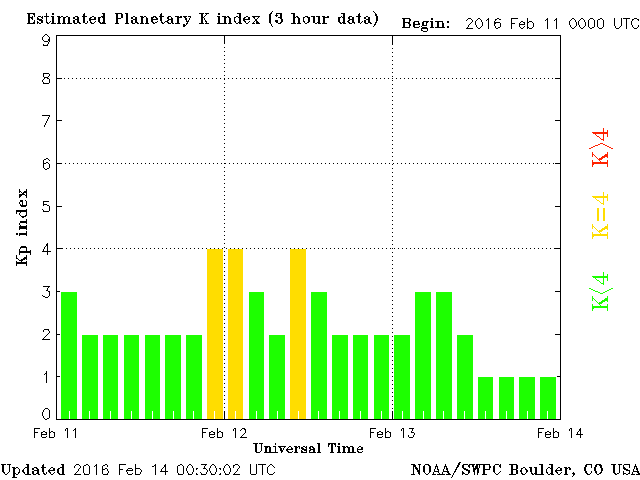 Estimated Planetary K index (3 hour data) Begin: 2016 Feb 11 0000 UTC
9
8
7
6
5
4
3
2
1
0
Kp index
K>4
K=4
K<4
Feb 11 Feb 12 Feb 13 Feb 14
Universal Time
Updated 2016 Feb 14 00:30:02 UTC NOAA/SWPC Boulder, CO USA